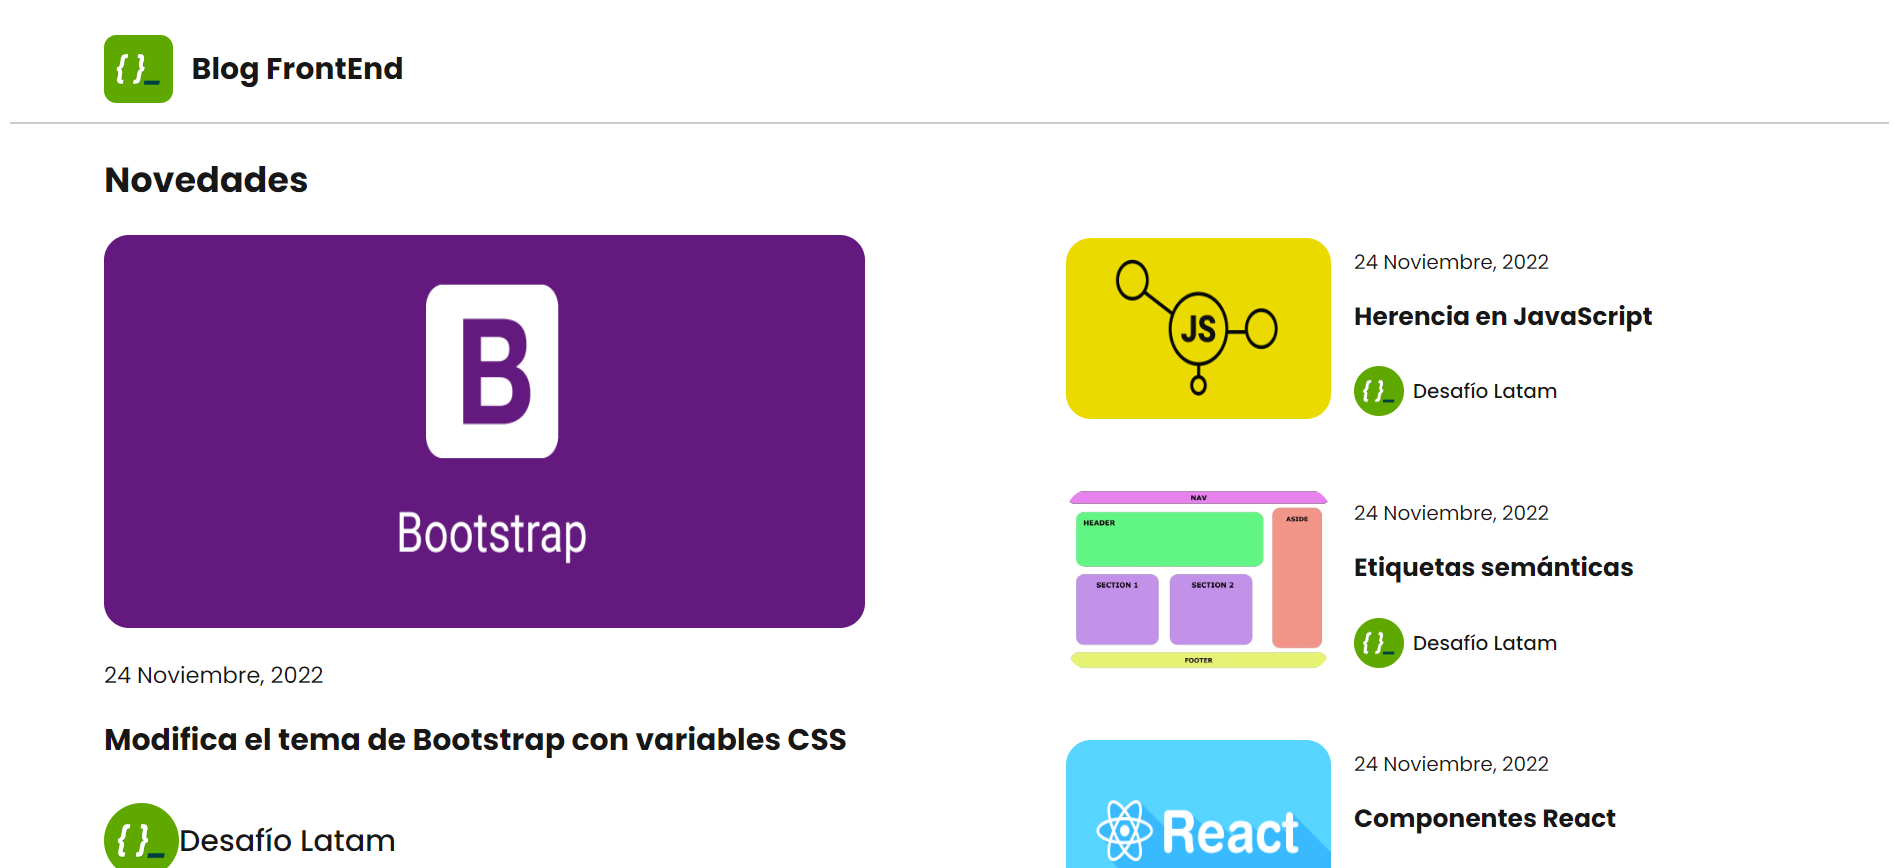 { }_ Blog FrontEnd
Novedades
B
Bootstrap
24 Noviembre, 2022
Modifica el tema de Bootstrap con variables CSS
{ }_ Desafío Latam
JS
24 Noviembre, 2022
Herencia en JavaScript
{ }_ Desafío Latam
NAV
HEADER
ASIDE
SECTION 1
SECTION 2
FOOTER
24 Noviembre, 2022
Etiquetas semánticas
{ }_ Desafío Latam
React
24 Noviembre, 2022
Componentes React